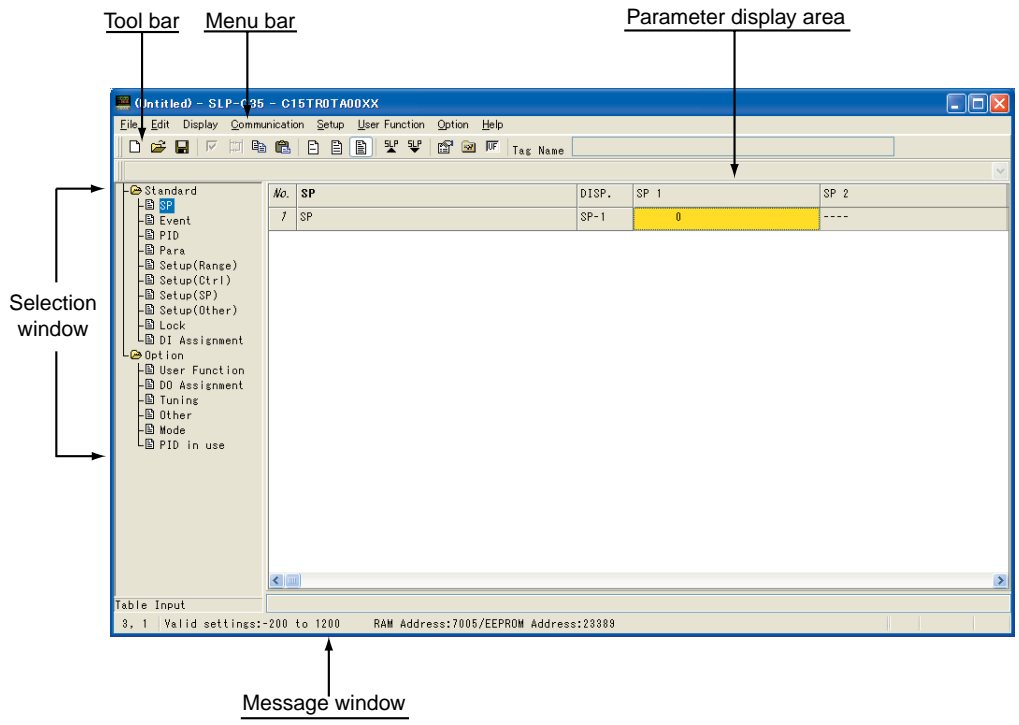 Tool bar Menu bar Parameter display area
(Untitled) - SLP-C35 - C15TR0TA00XX
File Edit Display Communication Setup User Function Option Help
SLP SLP UF Tag Name
Standard
SP
Event
PID
Para
Setup(Range)
Setup(Ctrl)
Setup(SP)
Setup(Other)
Lock
DI Assignment
Option
User Function
DO Assignment
Tuning
Other
Mode
PID in use
No. SP DISP. SP 1 SP 2
1 SP SP-1 0 ----
Selection
window
Table Input
3, 1 Valid settings:-200 to 1200 RAM Address:7005/EEPROM Address:23389
Message window